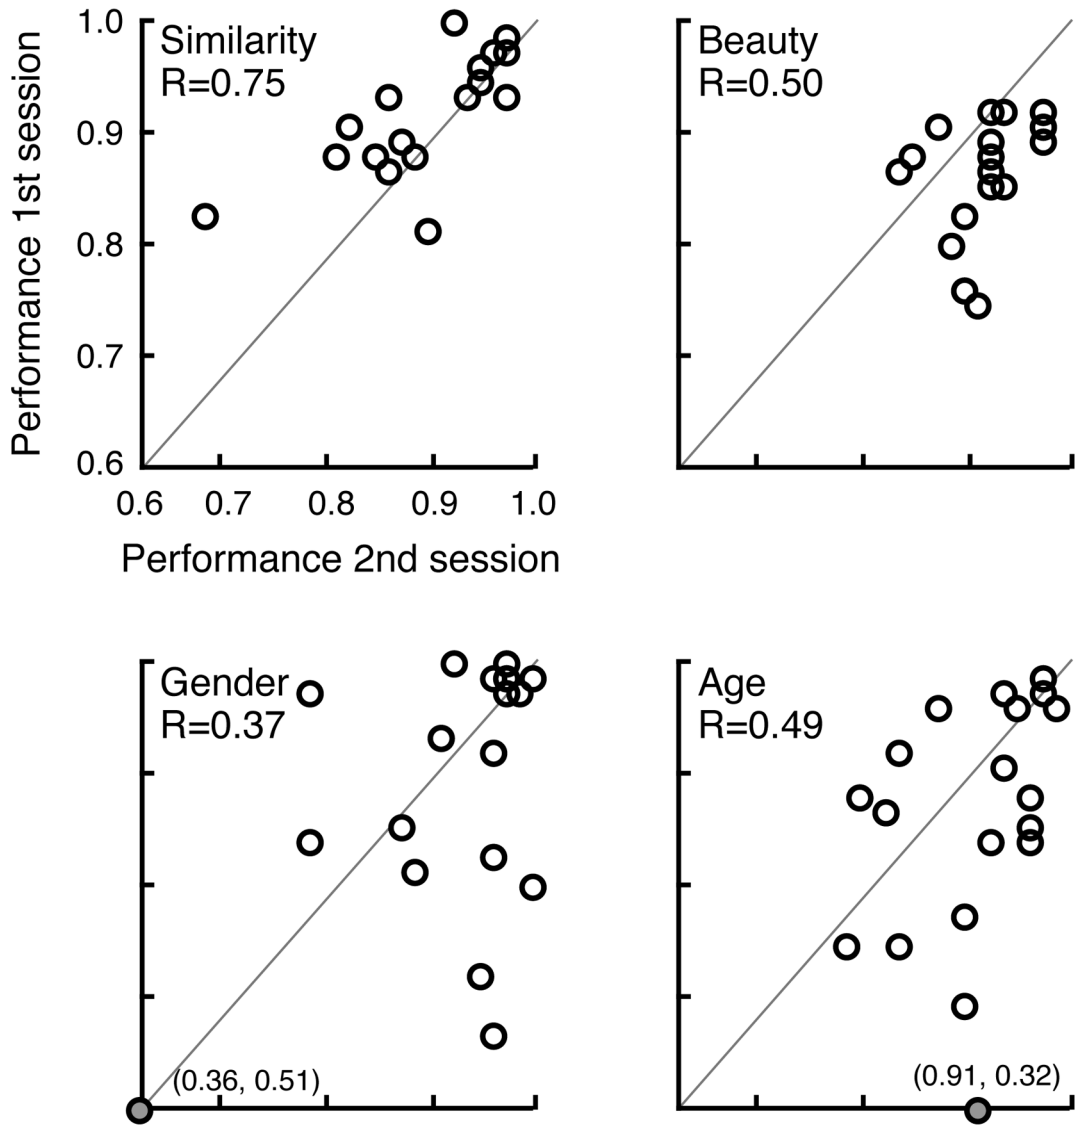 Similarity
R=0.75
Beauty
R=0.50
Performance 1st session
1.0
0.9
0.8
0.7
0.6
0.6 0.7 0.8 0.9 1.0
Performance 2nd session
Gender
R=0.37
(0.36, 0.51)
Age
R=0.49
(0.91, 0.32)